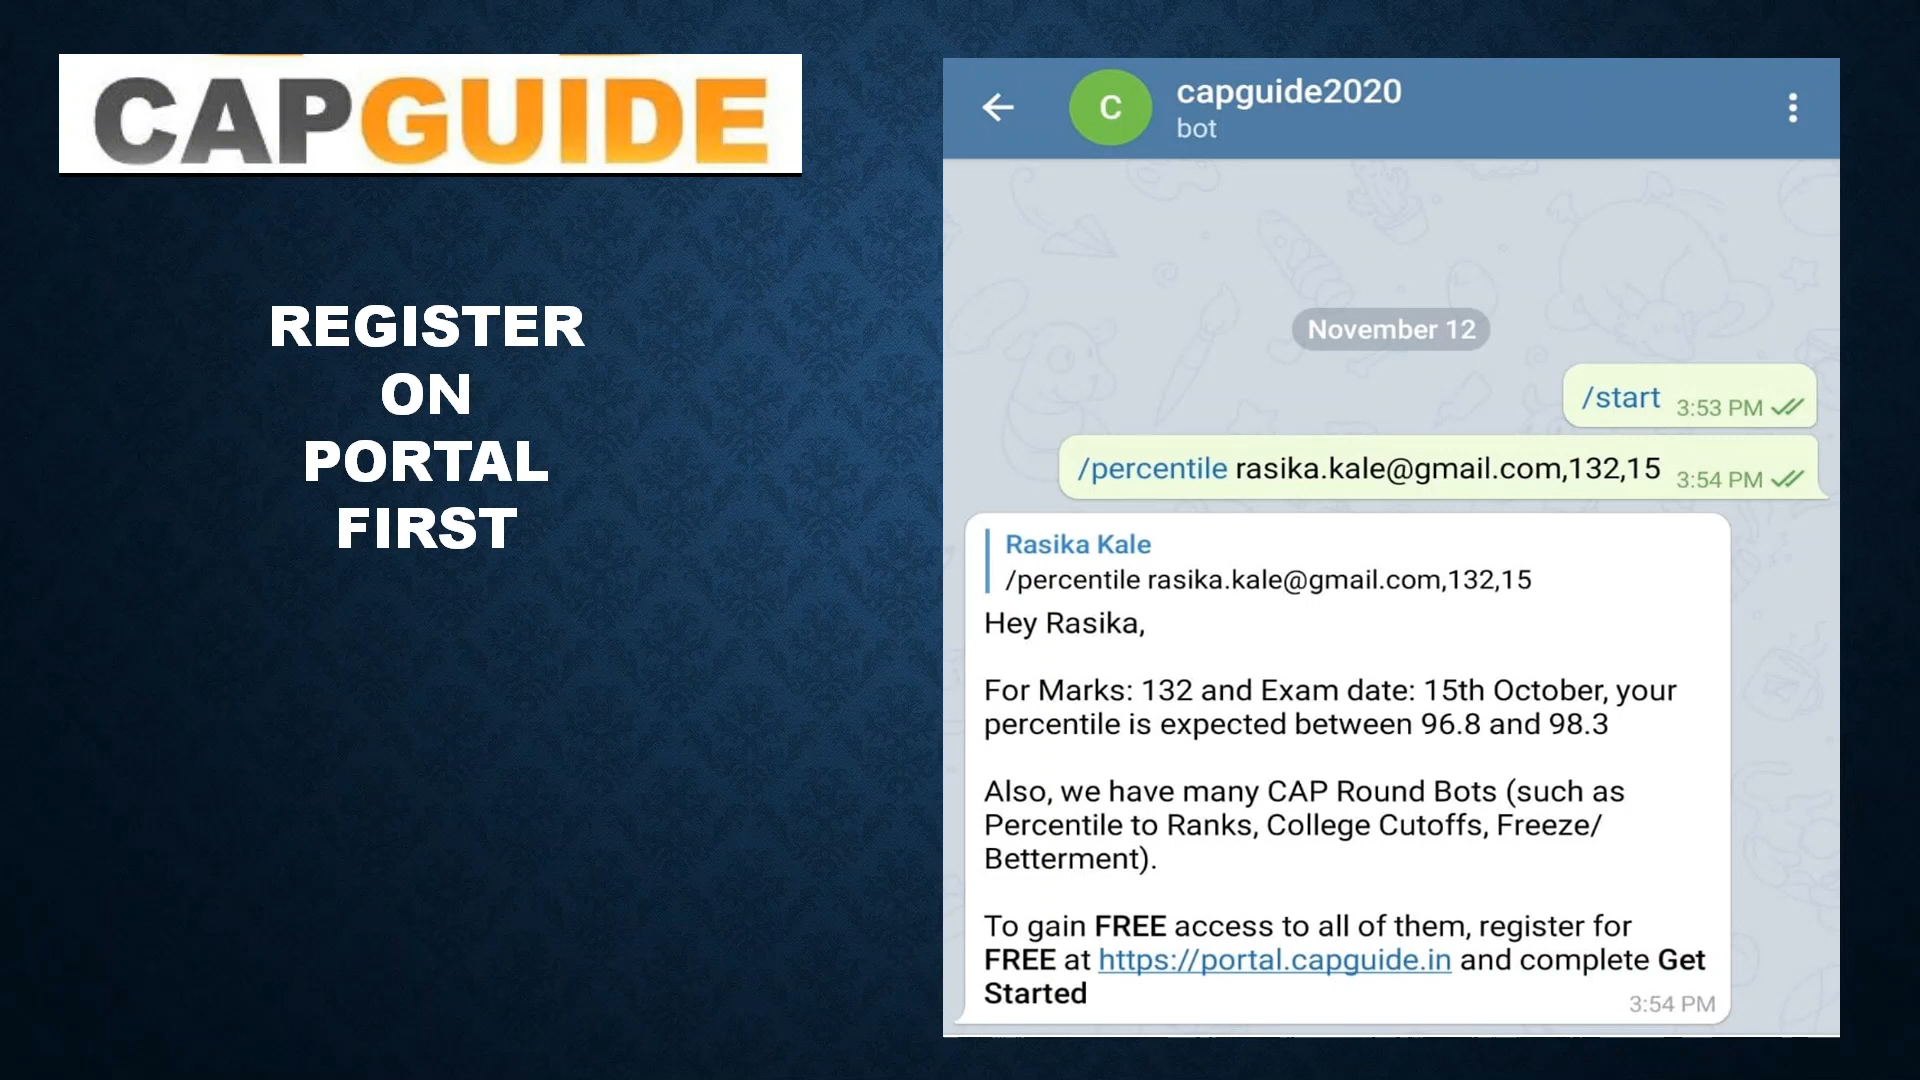 CAPGUIDE
REGISTER
ON
PORTAL
FIRST
C
capguide2020
bot
November 12
/start 3:53 PM
/percentile rasika.kale@gmail.com,132,15 3:54 PM
Rasika Kale
/percentile rasika.kale@gmail.com,132,15
Hey Rasika,
For Marks: 132 and Exam date: 15th October, your
percentile is expected between 96.8 and 98.3
Also, we have many CAP Round Bots (such as
Percentile to Ranks, College Cutoffs, Freeze/
Betterment).
To gain FREE access to all of them, register for
FREE at https://portal.capguide.in and complete Get
Started
3:54 PM